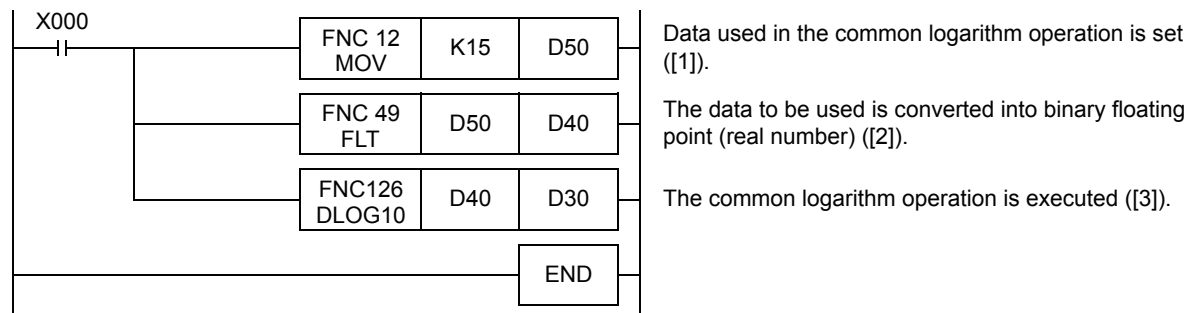 X000
FNC 12
MOV
K15
D50
Data used in the common logarithm operation is set
([1]).
FNC 49
FLT
D50
D40
The data to be used is converted into binary floating
point (real number) ([2]).
FNC126
DLOG10
D40
D30
The common logarithm operation is executed ([3]).
END